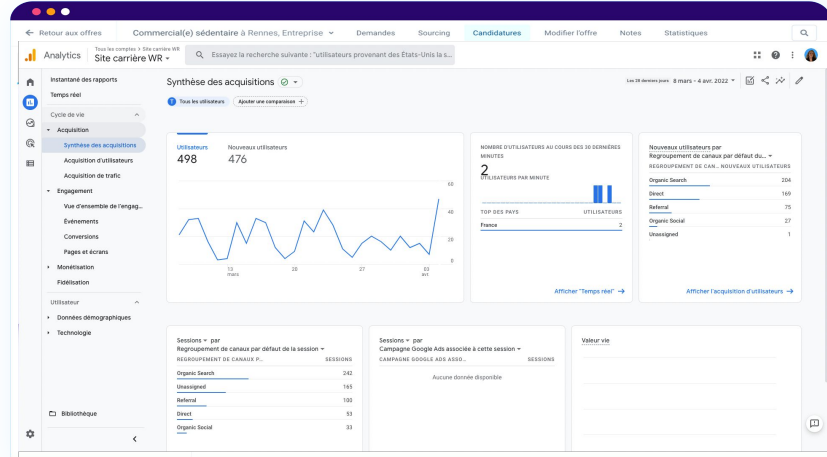 Retour aux offres
Commercial(e) sédentaire à Rennes, Entreprise
Demandes
Sourcing
Candidatures
Modifier l'offre
Notes
Statistiques
Analytics
Tous les comptes > Site carrière WR
Site carrière WR
Essayez la recherche suivante : "utilisateurs provenant des États-Unis la s...
Instantané des rapports
Temps réel
Cycle de vie
Acquisition
Synthèse des acquisitions
Acquisition d'utilisateurs
Acquisition de trafic
Engagement
Vue d'ensemble de l'engag...
Événements
Conversions
Pages et écrans
Monétisation
Fidélisation
Utilisateur
Données démographiques
Technologie
Bibliothèque
Synthèse des acquisitions
Les 28 derniers jours 8 mars - 4 avr. 2022
T Tous les utilisateurs
Ajouter une comparaison +
Utilisateurs
498
Nouveaux utilisateurs
476
60
40
20
0
13
mars
20
27
03
avr.
NOMBRE D'UTILISATEURS AU COURS DES 30 DERNIÈRES
MINUTES
2
UTILISATEURS PAR MINUTE
TOP DES PAYS UTILISATEURS
France 2
Afficher "Temps réel" →
Nouveaux utilisateurs par
Regroupement de canaux par défaut du...
REGROUPEMENT DE CAN... NOUVEAUX UTILISATEURS
Organic Search 204
Direct 169
Referral 75
Organic Social 27
Unassigned 1
Afficher l'acquisition d'utilisateurs →
Sessions par
Regroupement de canaux par défaut de la session
REGROUPEMENT DE CANAUX P... SESSIONS
Organic Search 242
Unassigned 165
Referral 100
Direct 53
Organic Social 33
Sessions par
Campagne Google Ads associée à cette session
CAMPAGNE GOOGLE ADS ASSO... SESSIONS
Aucune donnée disponible
Valeur vie